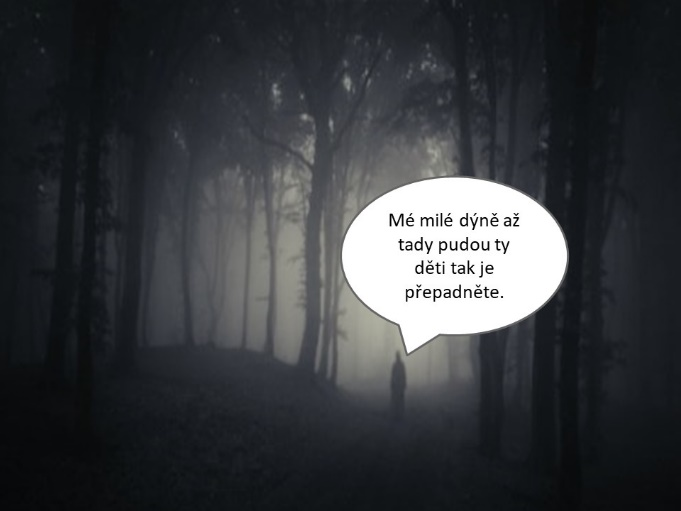 Mé milé dýně až
tady pudou ty
děti tak je
přepadněte.